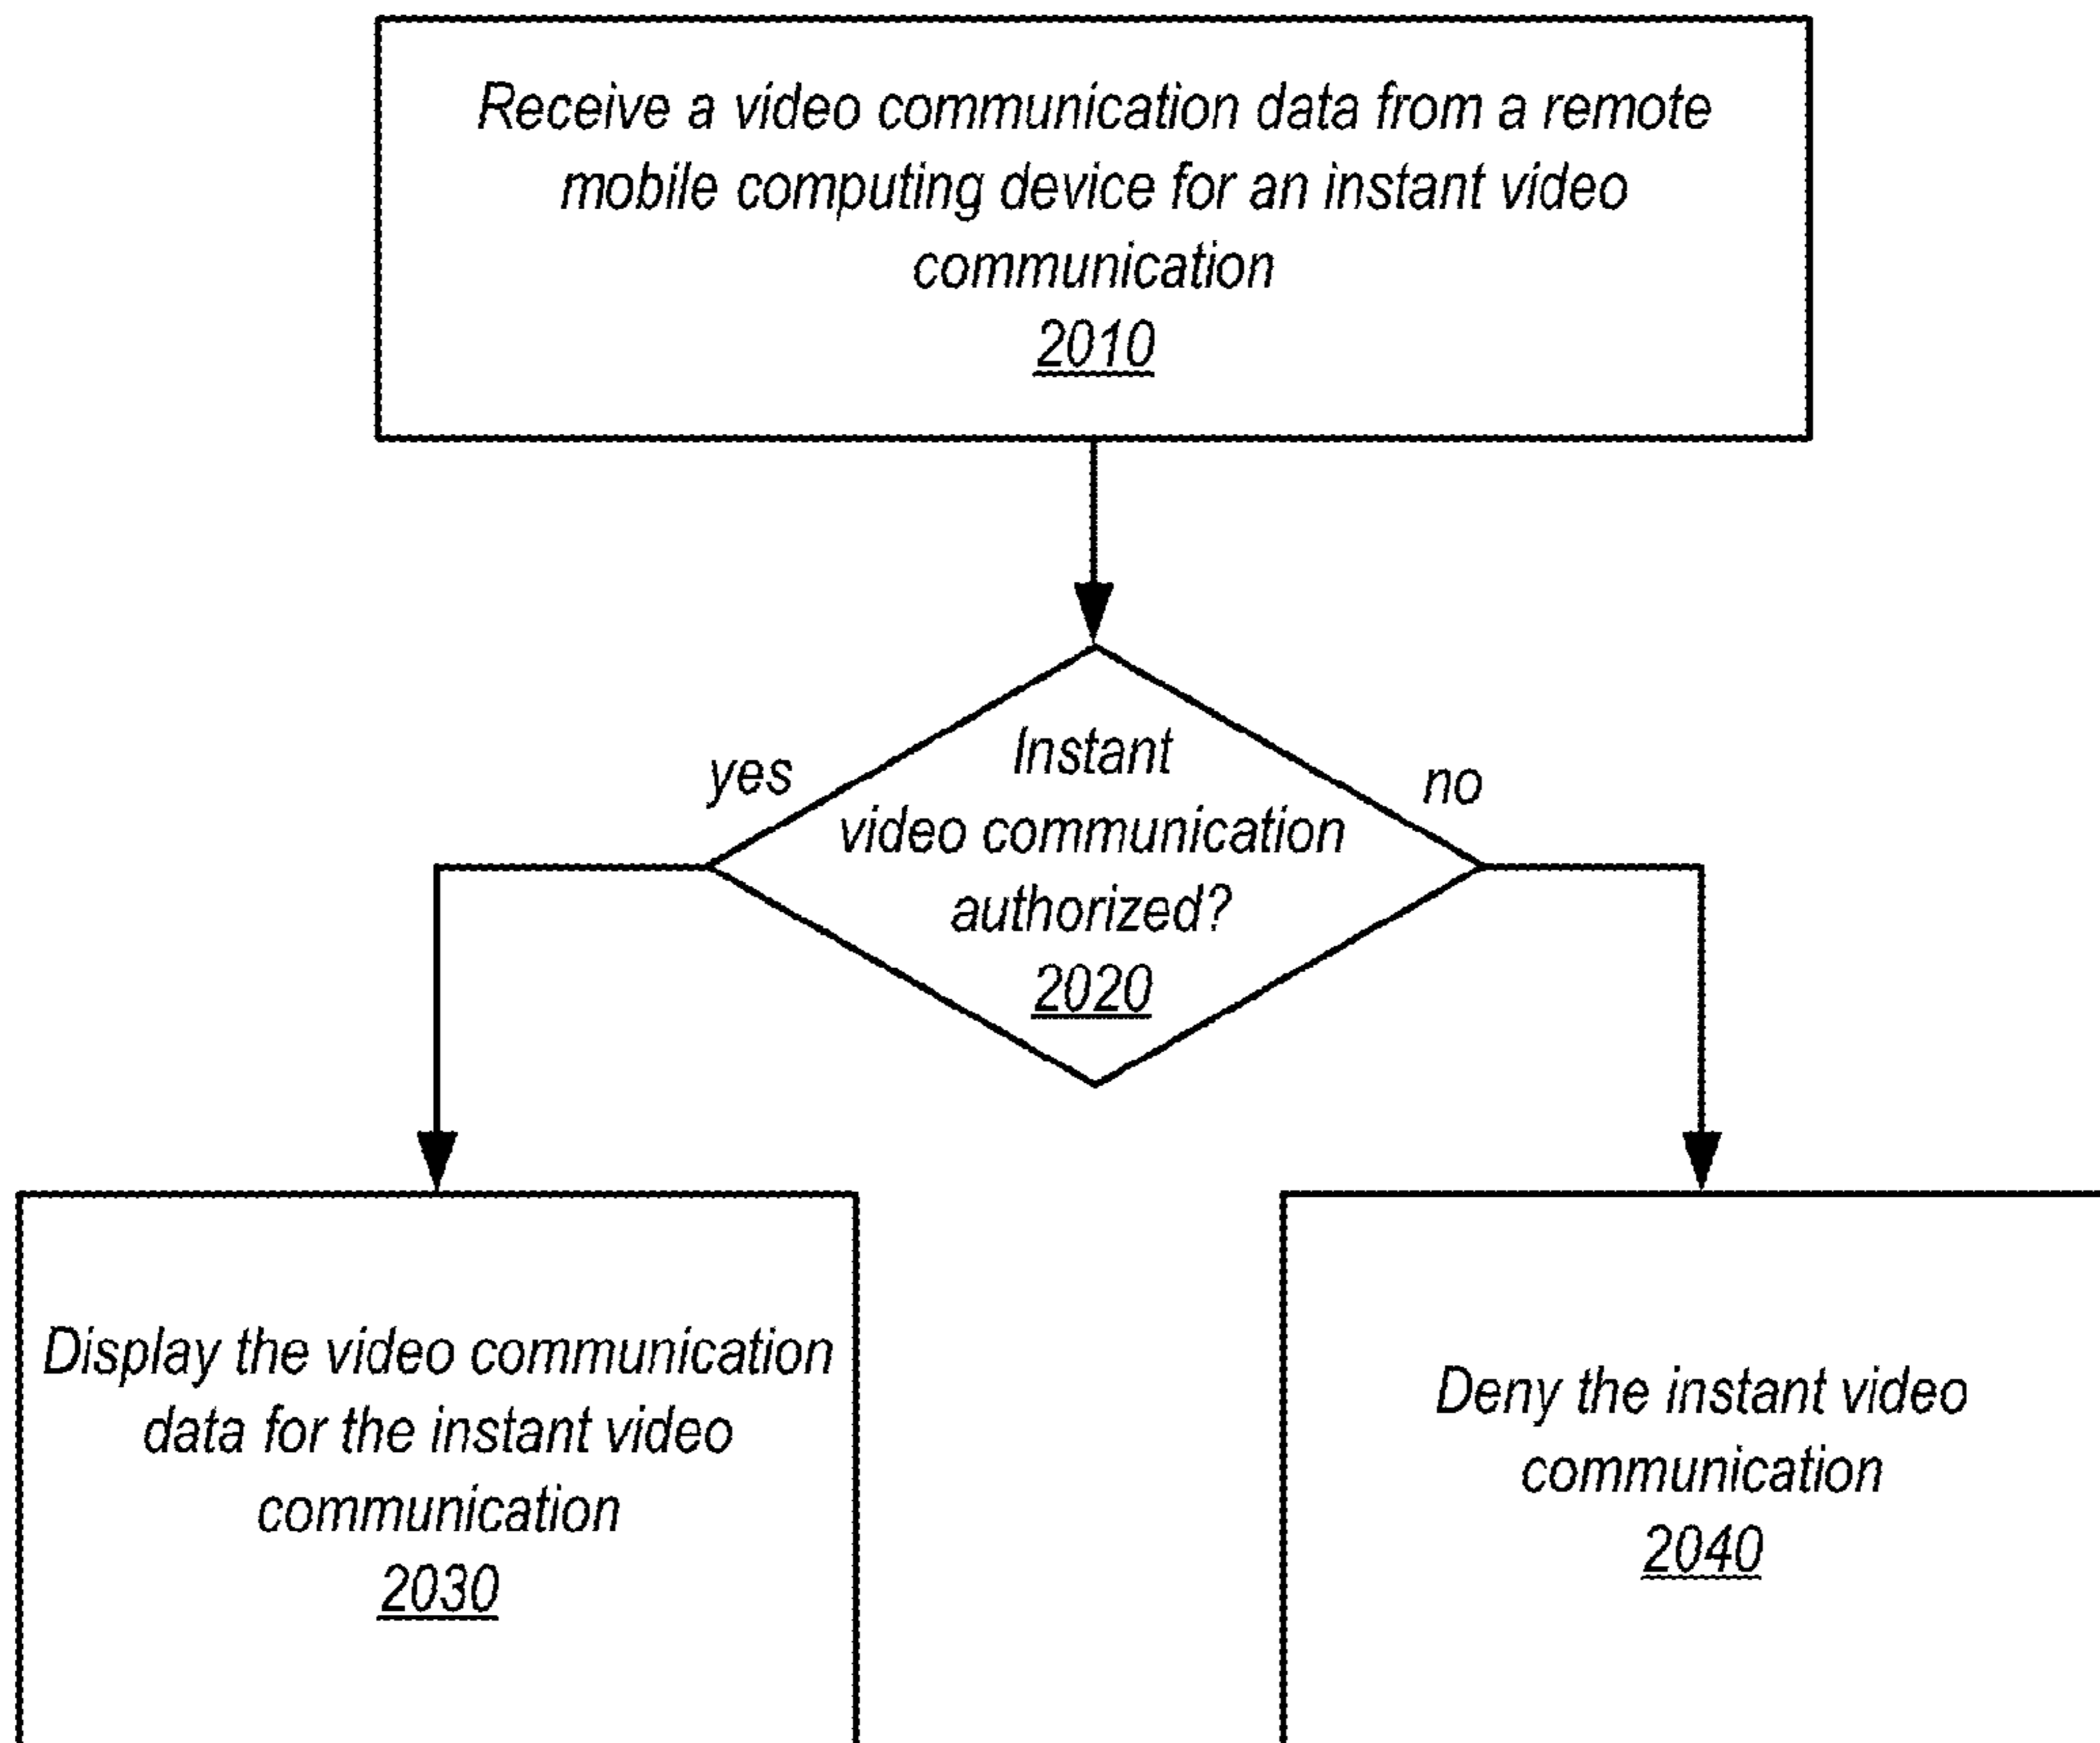 Receive a video communication data from a remote
mobile computing device for an instant video
communication
2010
yes
Instant
video communication
authorized?
2020
no
Display the video communication
data for the instant video
communication
2030
Deny the instant video
communication
2040